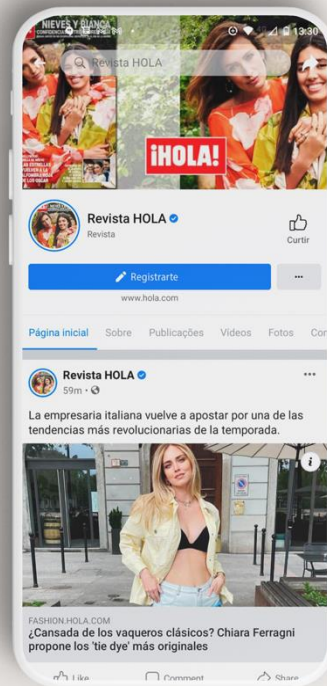 NIEVES Y BIANCA
13:30
Revista HOLA
¡HOLA!
Revista HOLA
Revista
Curtir
Registrarte
...
www.hola.com
Página inicial Sobre Publicações Vídeos Fotos
Revista HOLA
59m
La empresaria italiana vuelve a apostar por una de las
tendencias más revolucionarias de la temporada.
FASHION.HOLA.COM
¿Cansada de los vaqueros clásicos? Chiara Ferragni
propone los 'tie dye' más originales
Like Comment Share